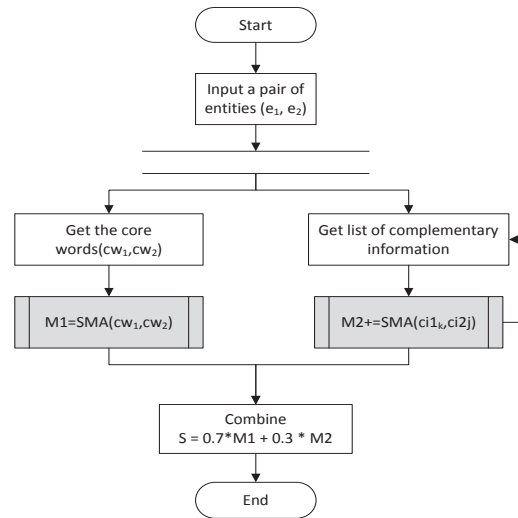 Start
Input a pair of
entities (e₁, e₂)
Get the core
words(cw₁,cw₂)
Get list of complementary
information
M1=SMA(cw₁,cw₂)
M2+=SMA(ci1ₖ,ci2j)
Combine
S = 0.7*M1 + 0.3 * M2
End